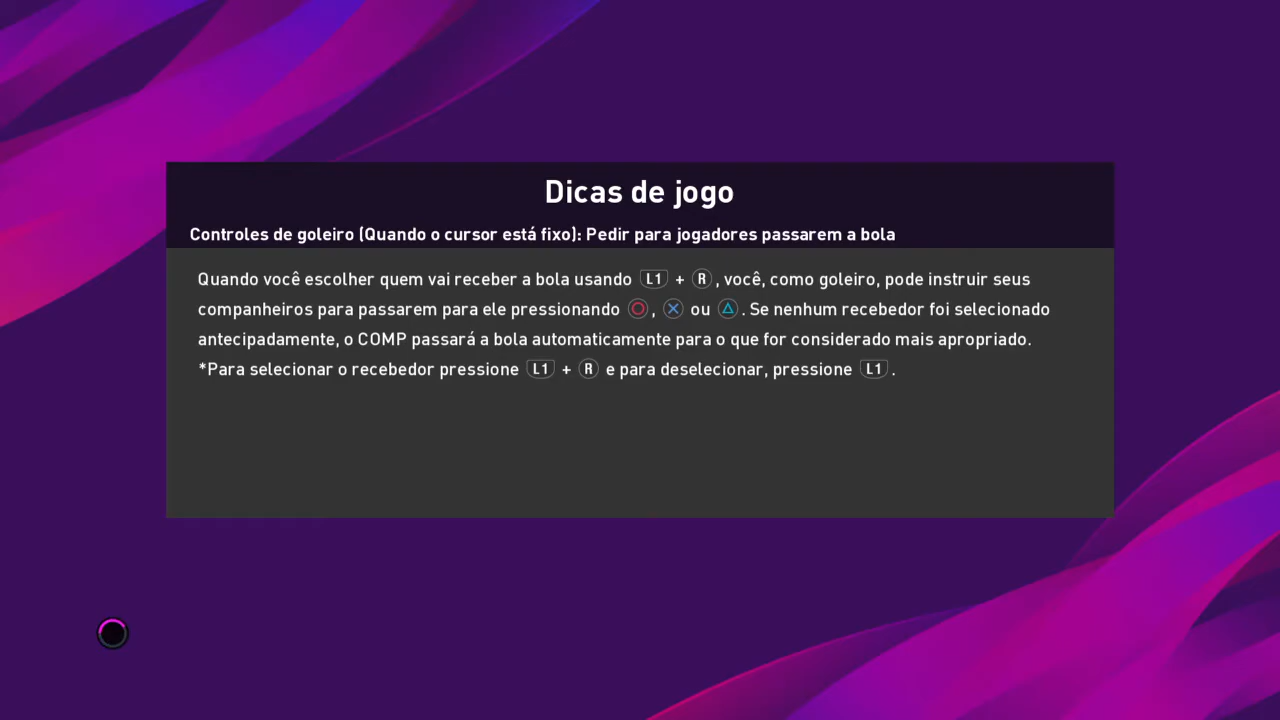 Dicas de jogo
Controles de goleiro (Quando o cursor está fixo): Pedir para jogadores passarem a bola
Quando você escolher quem vai receber a bola usando L1 + R, você, como goleiro, pode instruir seus
companheiros para passarem para ele pressionando ○, ✕ ou △. Se nenhum recebedor foi selecionado
antecipadamente, o COMP passará a bola automaticamente para o que for considerado mais apropriado.
*Para selecionar o recebedor pressione L1 + R e para deselecionar, pressione L1.